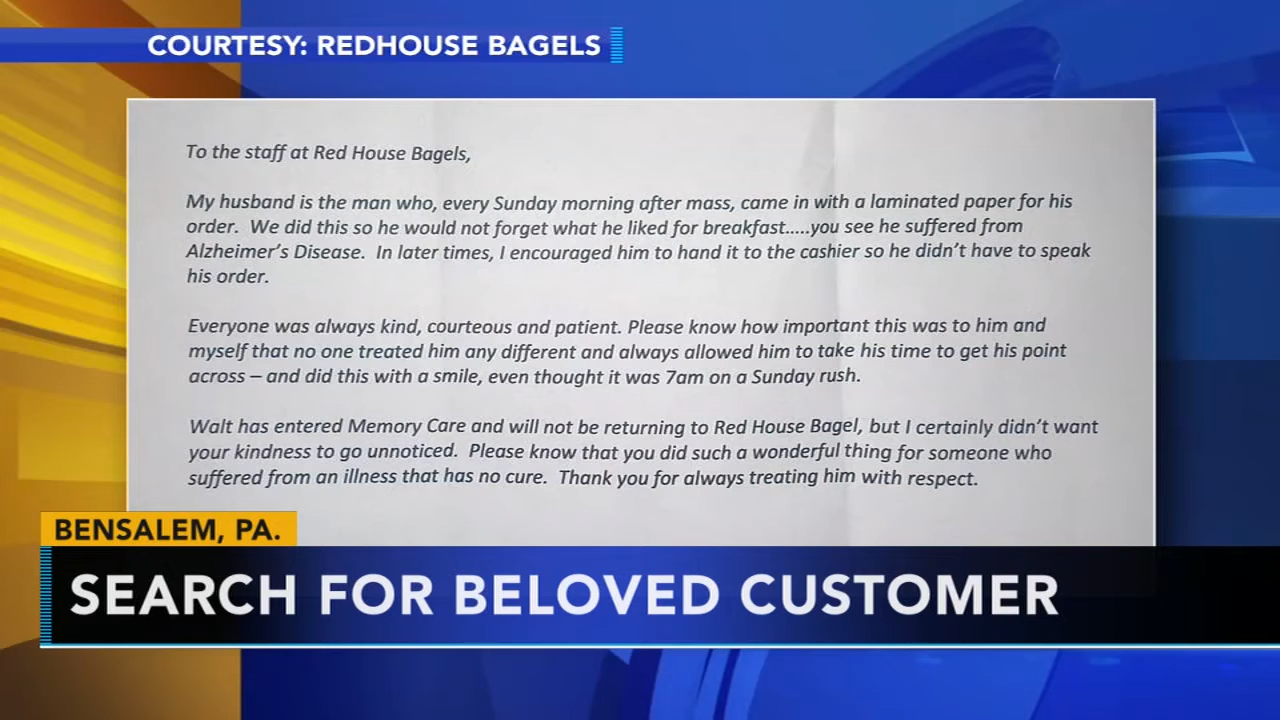 COURTESY: REDHOUSE BAGELS
To the staff at Red House Bagels,
My husband is the man who, every Sunday morning after mass, came in with a laminated paper for his
order.  We did this so he would not forget what he liked for breakfast.....you see he suffered from
Alzheimer's Disease.  In later times, I encouraged him to hand it to the cashier so he didn't have to speak
his order.
Everyone was always kind, courteous and patient. Please know how important this was to him and
myself that no one treated him any different and always allowed him to take his time to get his point
across – and did this with a smile, even thought it was 7am on a Sunday rush.
Walt has entered Memory Care and will not be returning to Red House Bagel, but I certainly didn't want
your kindness to go unnoticed.  Please know that you did such a wonderful thing for someone who
suffered from an illness that has no cure.  Thank you for always treating him with respect.
BENSALEM, PA.
SEARCH FOR BELOVED CUSTOMER